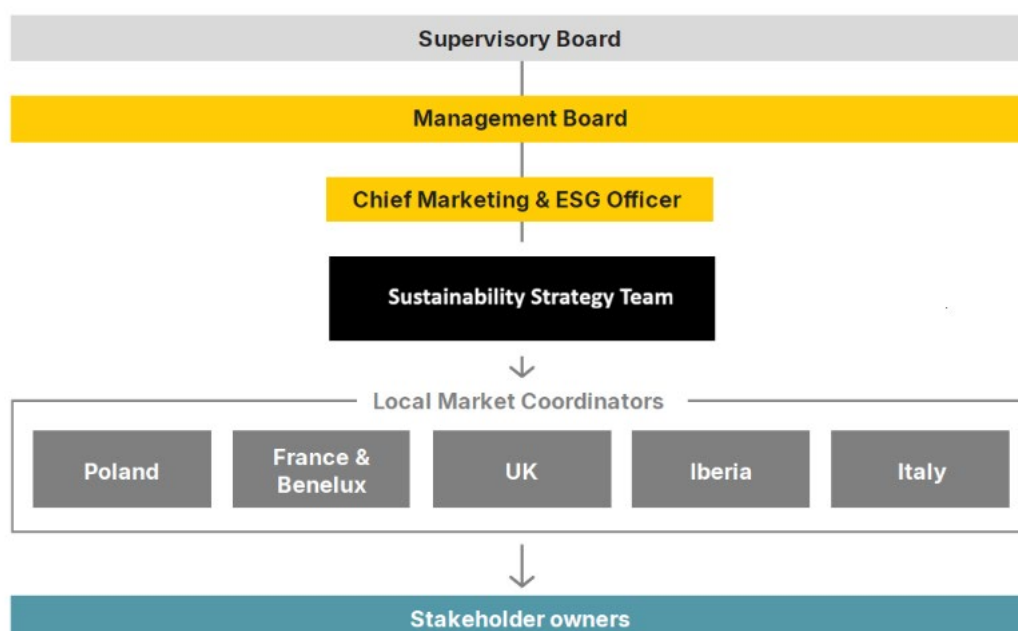 Supervisory Board
Management Board
Chief Marketing & ESG Officer
Sustainability Strategy Team
Local Market Coordinators
Poland
France &
Benelux
UK
Iberia
Italy
Stakeholder owners